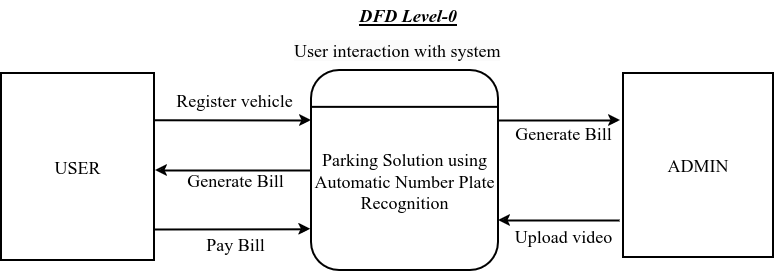 DFD Level-0
User interaction with system
Register vehicle
Generate Bill
Pay Bill
USER
Parking Solution using
Automatic Number Plate
Recognition
Generate Bill
Upload video
ADMIN